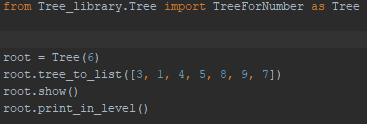 from Tree_library.Tree import TreeForNumber as Tree
root = Tree(6)
root.tree_to_list([3, 1, 4, 5, 8, 9, 7])
root.show()
root.print_in_level()